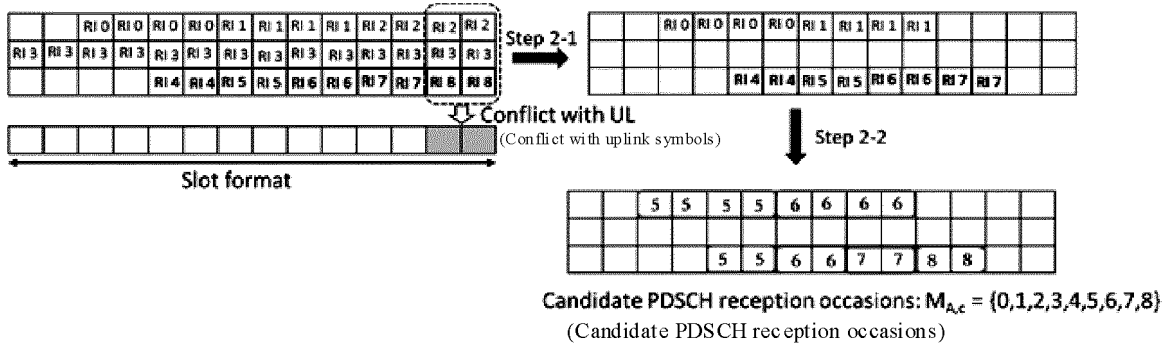 RI 0 RI 0 RI 0 RI 0 RI 1 RI 1 RI 1 RI 1 RI 2 RI 2 RI 2 RI 2
RI 3 RI 3 RI 3 RI 3 RI 3 RI 3 RI 3 RI 3 RI 3 RI 3 RI 3 RI 3 RI 3 RI 3
RI 4 RI 4 RI 5 RI 5 RI 6 RI 6 RI 7 RI 7 RI 8 RI 8
Conflict with UL
(Conflict with uplink symbols)
Slot format
Step 2-1
RI 0 RI 0 RI 0 RI 0 RI 1 RI 1 RI 1 RI 1
RI 4 RI 4 RI 5 RI 5 RI 6 RI 6 RI 7 RI 7
Step 2-2
5 5 5 5 6 6 6 6
5 5 6 6 7 7 8 8
Candidate PDSCH reception occasions: MA,c = {0,1,2,3,4,5,6,7,8}
(Candidate PDSCH reception occasions)